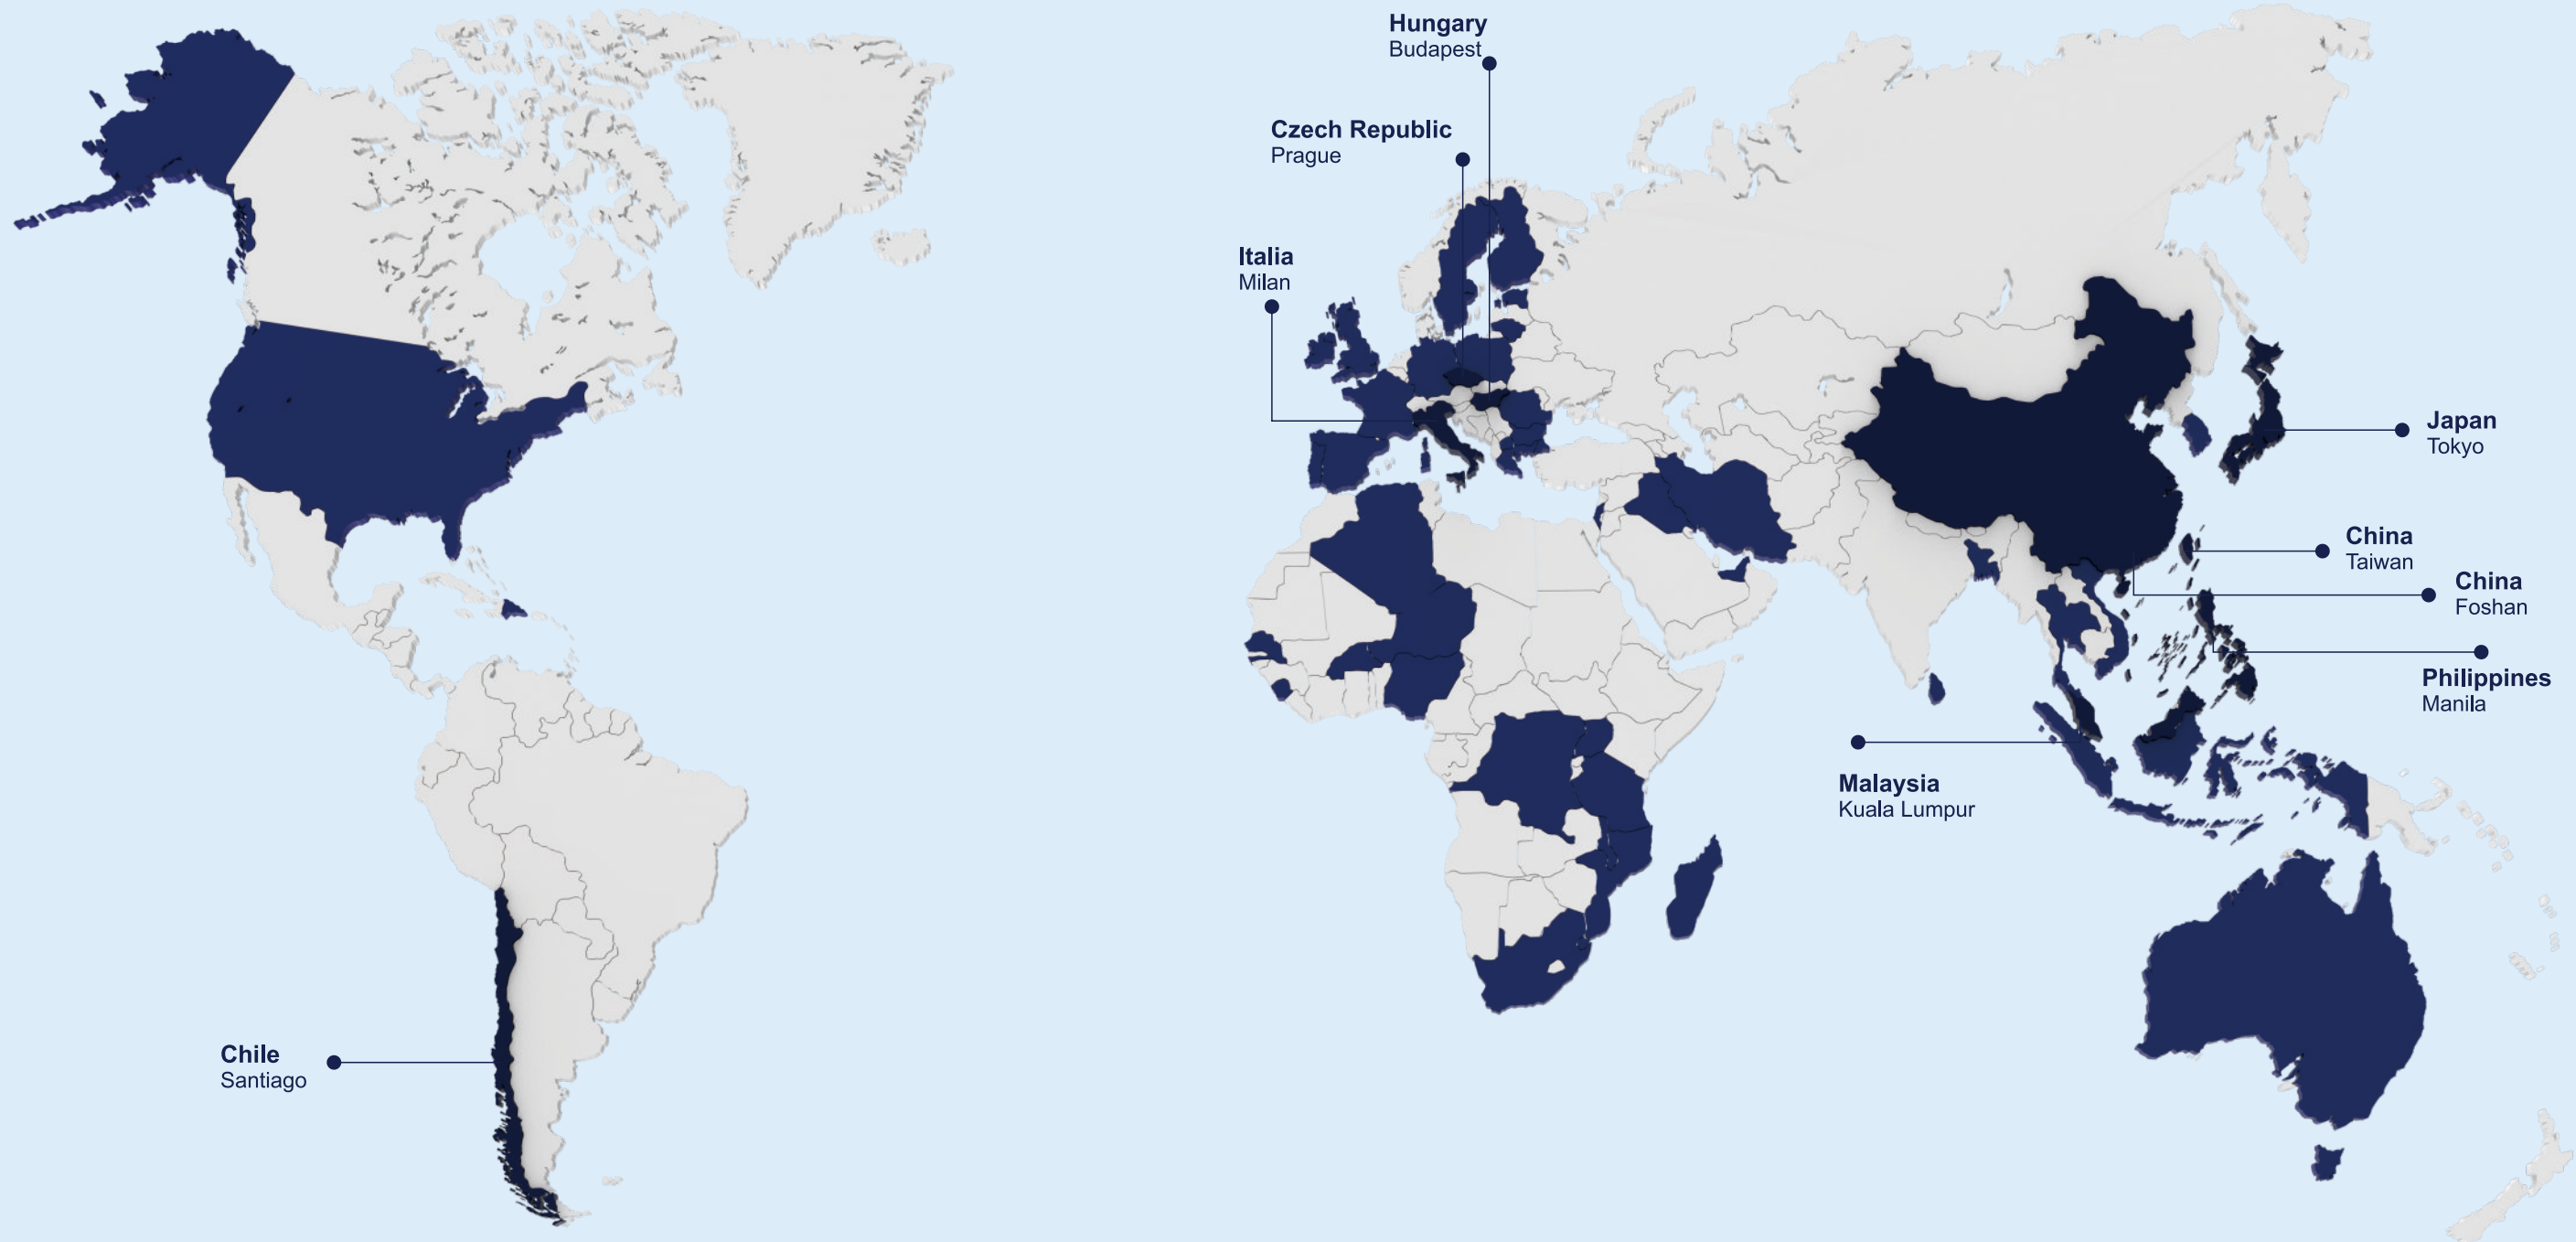 Hungary
Budapest
Czech Republic
Prague
Italia
Milan
Japan
Tokyo
China
Taiwan
China
Foshan
Philippines
Manila
Malaysia
Kuala Lumpur
Chile
Santiago